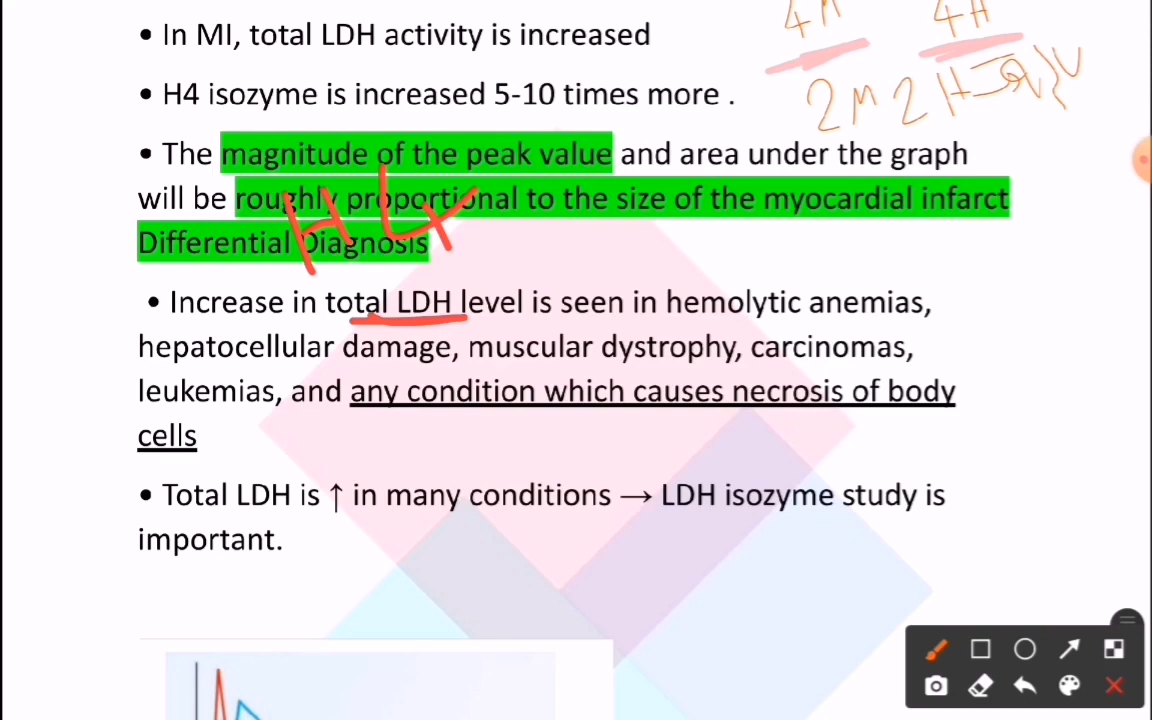 • In MI, total LDH activity is increased
• H4 isozyme is increased 5-10 times more .
• The magnitude of the peak value and area under the graph
will be roughly proportional to the size of the myocardial infarct
Differential Diagnosis
H4
• Increase in total LDH level is seen in hemolytic anemias,
hepatocellular damage, muscular dystrophy, carcinomas,
leukemias, and any condition which causes necrosis of body
cells
• Total LDH is ↑ in many conditions → LDH isozyme study is
important.
4M 4H
2M 2H